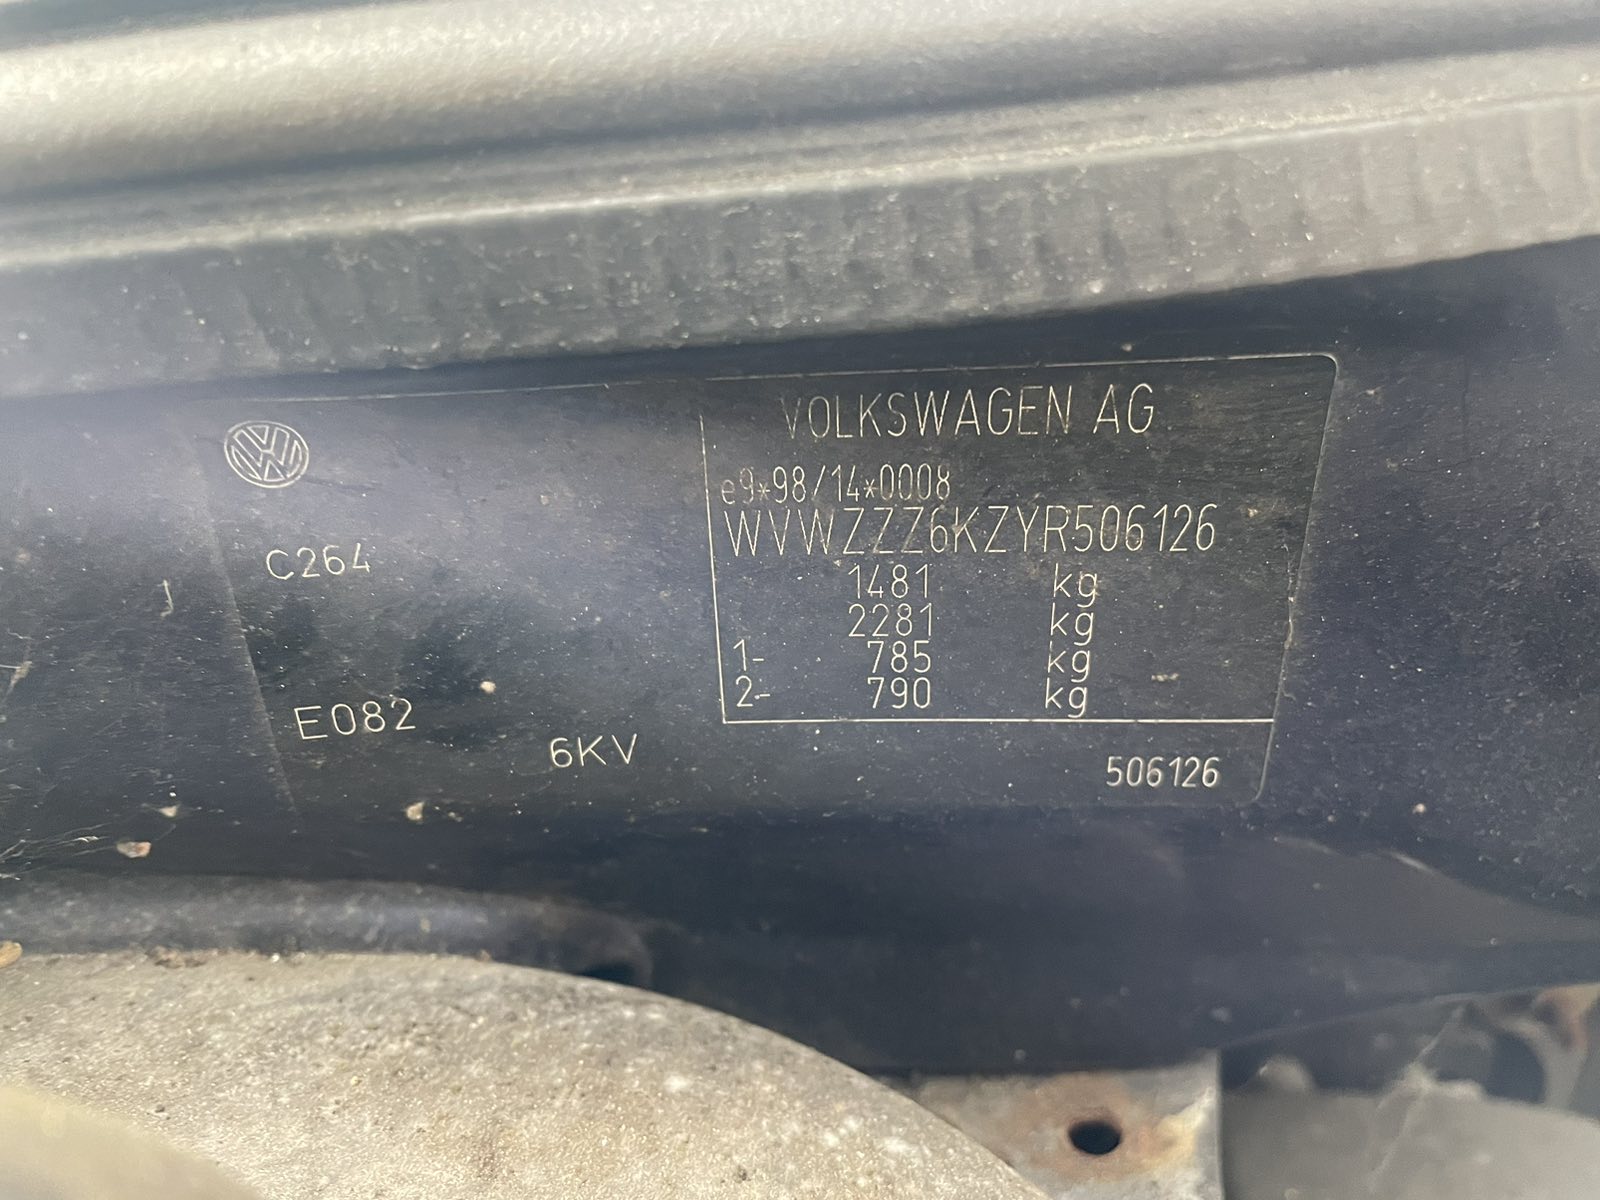 VOLKSWAGEN AG
e9*98/14*0008
WVWZZZ6KZYR506126
1481 kg
2281 kg
1- 785 kg
2- 790 kg
506126
C264
E082
6KV